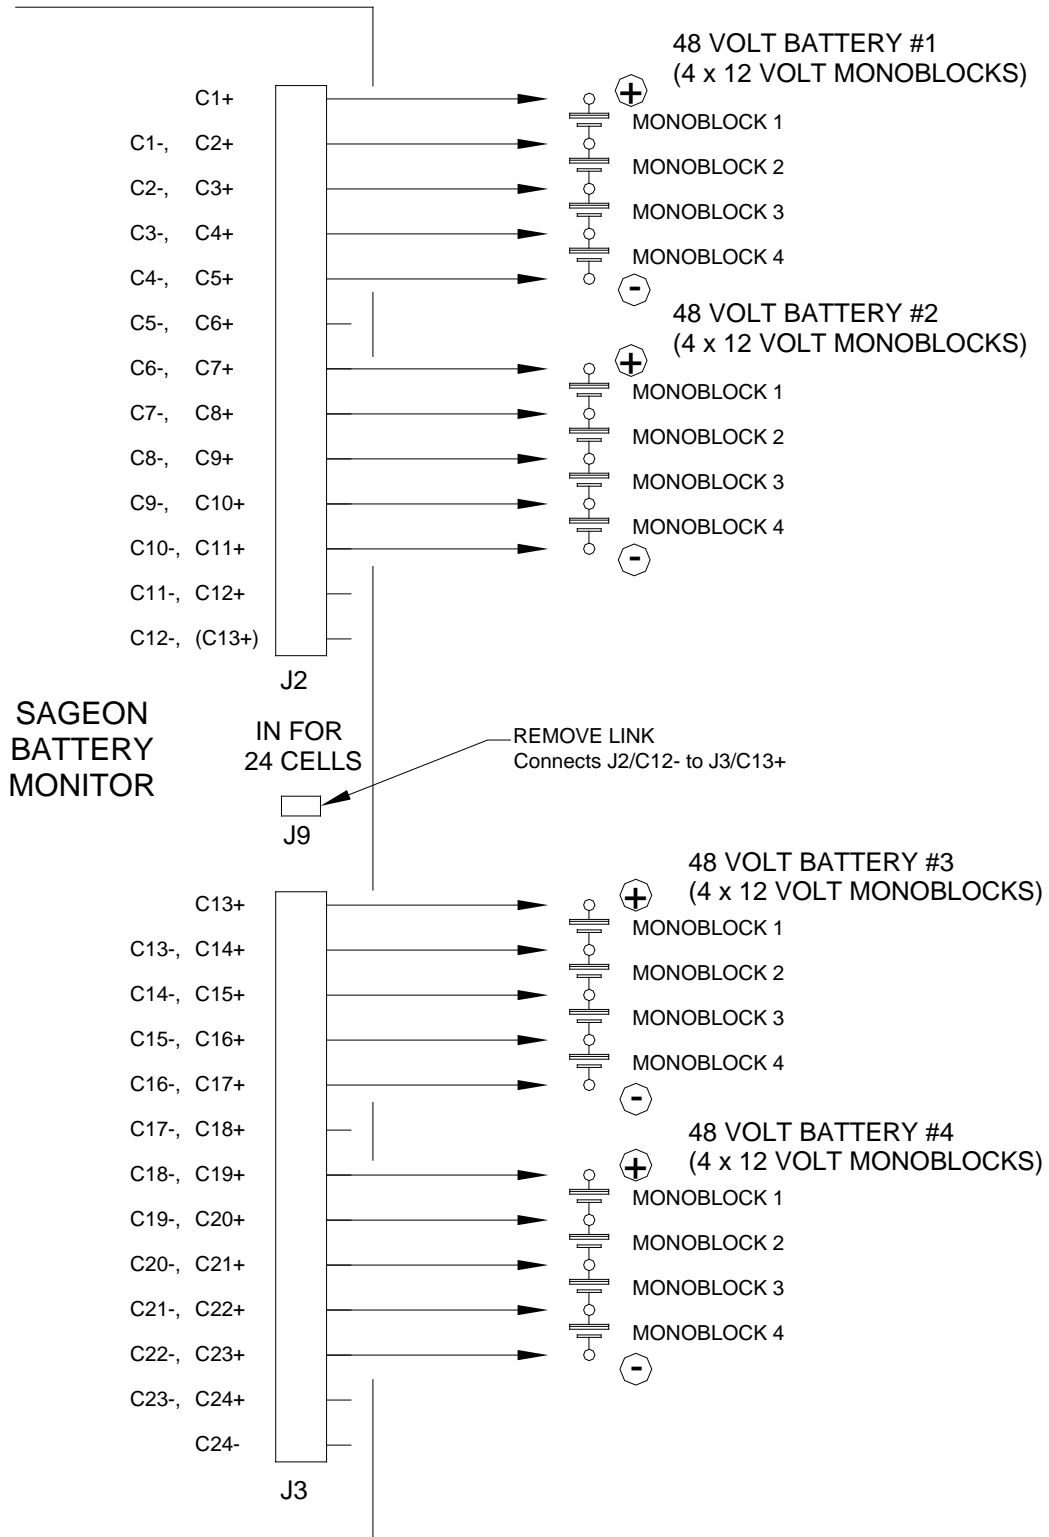 48 VOLT BATTERY #1
(4 x 12 VOLT MONOBLOCKS)
C1+
+
MONOBLOCK 1
C1-, C2+
MONOBLOCK 2
C2-, C3+
MONOBLOCK 3
C3-, C4+
MONOBLOCK 4
C4-, C5+
-
48 VOLT BATTERY #2
(4 x 12 VOLT MONOBLOCKS)
C5-, C6+
+
C6-, C7+
MONOBLOCK 1
C7-, C8+
MONOBLOCK 2
C8-, C9+
MONOBLOCK 3
C9-, C10+
MONOBLOCK 4
C10-, C11+
-
C11-, C12+
C12-, (C13+)
J2
SAGEON
BATTERY
MONITOR
IN FOR
24 CELLS
REMOVE LINK
Connects J2/C12- to J3/C13+
J9
48 VOLT BATTERY #3
(4 x 12 VOLT MONOBLOCKS)
+
C13+
MONOBLOCK 1
C13-, C14+
MONOBLOCK 2
C14-, C15+
MONOBLOCK 3
C15-, C16+
MONOBLOCK 4
C16-, C17+
-
48 VOLT BATTERY #4
(4 x 12 VOLT MONOBLOCKS)
C17-, C18+
+
C18-, C19+
MONOBLOCK 1
C19-, C20+
MONOBLOCK 2
C20-, C21+
MONOBLOCK 3
C21-, C22+
MONOBLOCK 4
C22-, C23+
-
C23-, C24+
C24-
J3